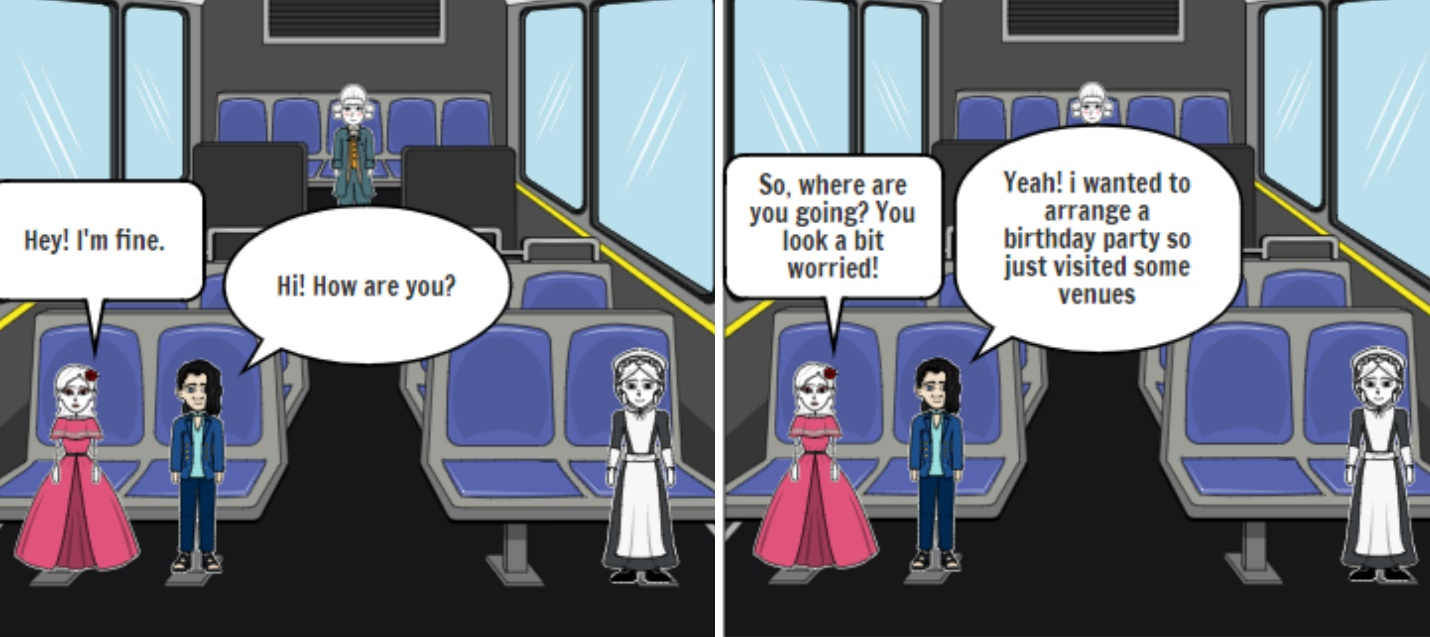 Hey! I'm fine.
Hi! How are you?
So, where are
you going? You
look a bit
worried!
Yeah! i wanted to
arrange a
birthday party so
just visited some
venues